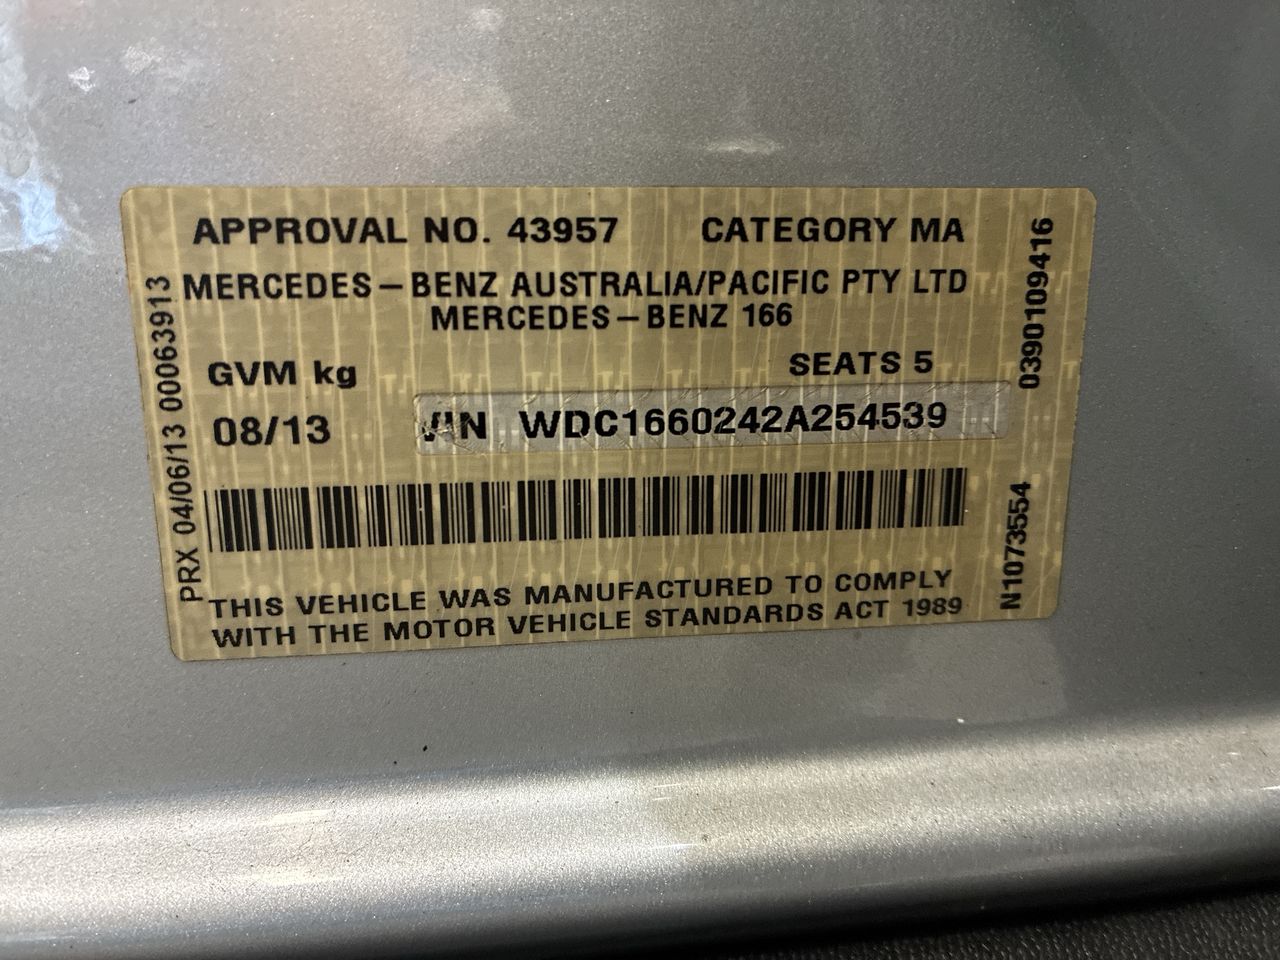 APPROVAL NO. 43957 CATEGORY MA
MERCEDES-BENZ AUSTRALIA/PACIFIC PTY LTD
MERCEDES-BENZ 166
GVM kg SEATS 5
08/13 VIN WDC1660242A254539
THIS VEHICLE WAS MANUFACTURED TO COMPLY
WITH THE MOTOR VEHICLE STANDARDS ACT 1989
PRX 04/06/13 00063913
0390109416
N1073554